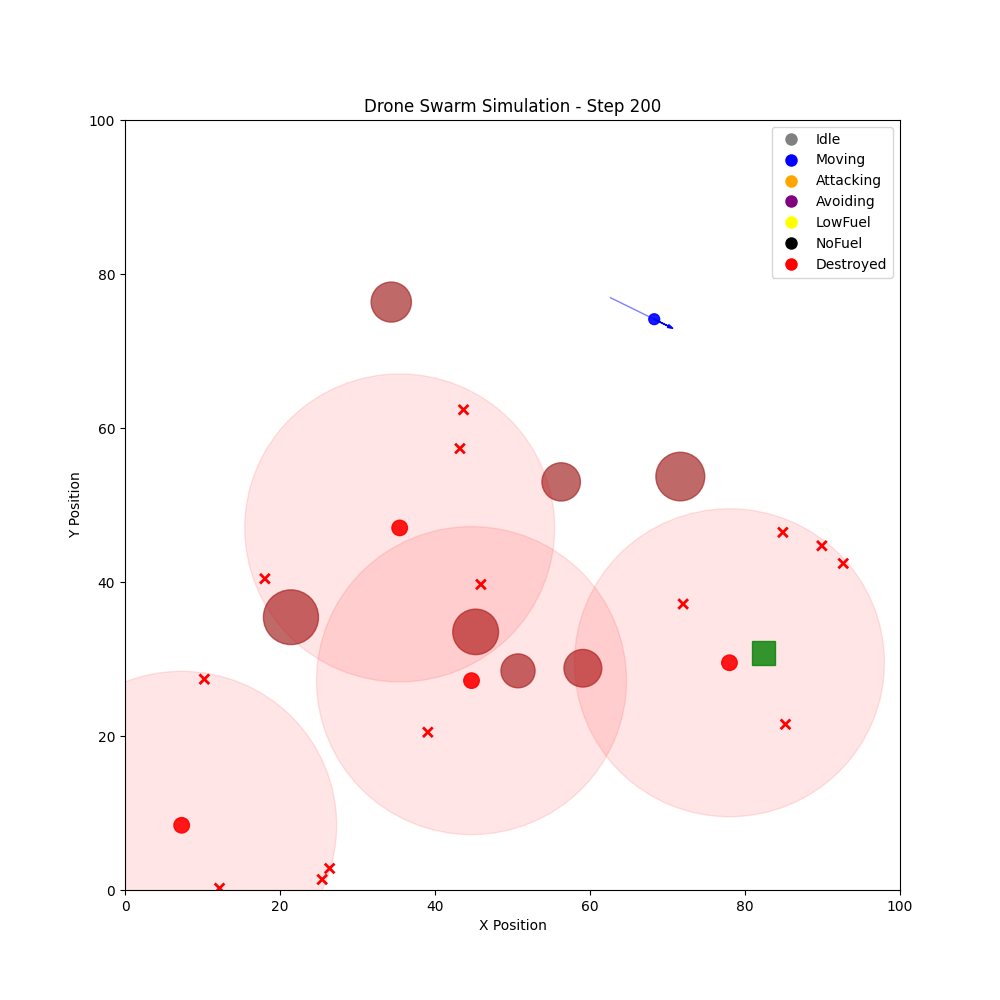 Drone Swarm Simulation - Step 200
100
80
60
40
20
0
Y Position
Idle
Moving
Attacking
Avoiding
LowFuel
NoFuel
Destroyed
0 20 40 60 80 100
X Position